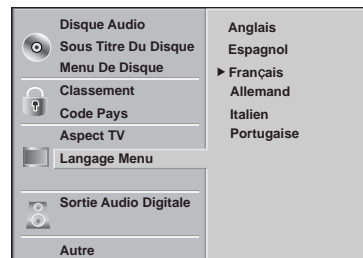 Disque Audio
Sous Titre Du Disque
Menu De Disque
Classement
Code Pays
Aspect TV
Langage Menu
Sortie Audio Digitale
Autre
Anglais
Espagnol
Français
Allemand
Italien
Portugaise